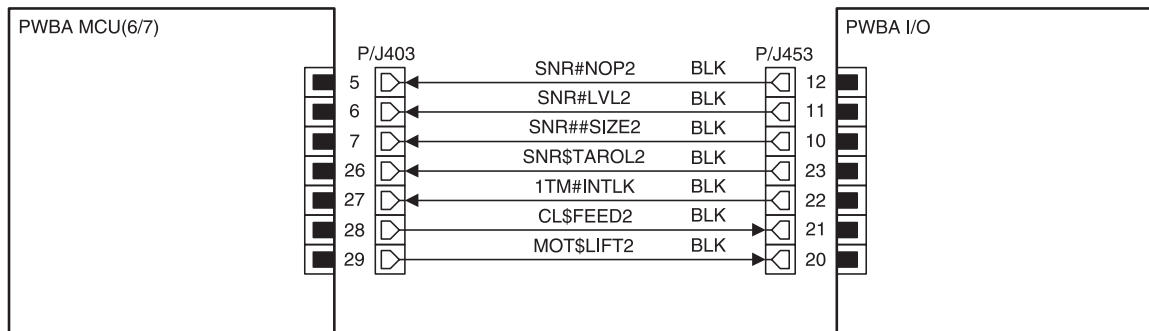 PWBA MCU(6/7) PWBA I/O
P/J403 P/J453
5 SNR#NOP2 BLK 12
6 SNR#LVL2 BLK 11
7 SNR##SIZE2 BLK 10
26 SNR$TAROL2 BLK 23
27 1TM#INTLK BLK 22
28 CL$FEED2 BLK 21
29 MOT$LIFT2 BLK 20